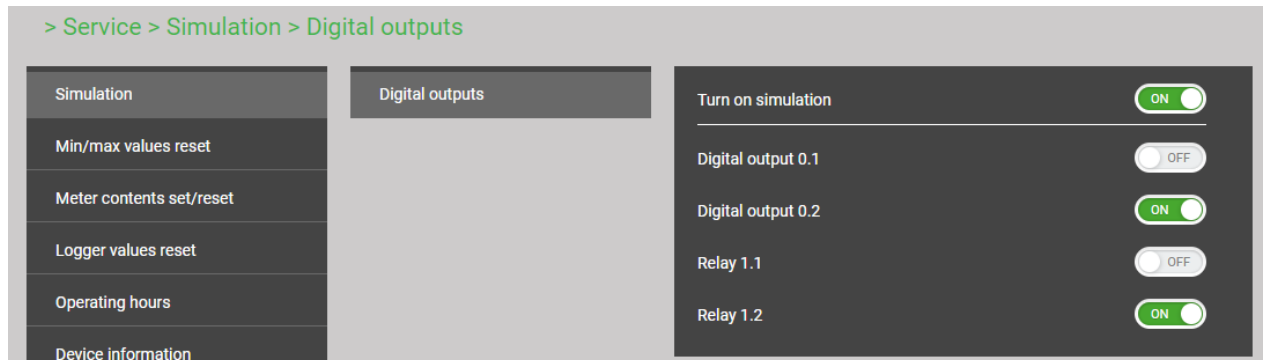 > Service > Simulation > Digital outputs
Simulation
Min/max values reset
Meter contents set/reset
Logger values reset
Operating hours
Device information
Digital outputs
Turn on simulation ON
Digital output 0.1 OFF
Digital output 0.2 ON
Relay 1.1 OFF
Relay 1.2 ON